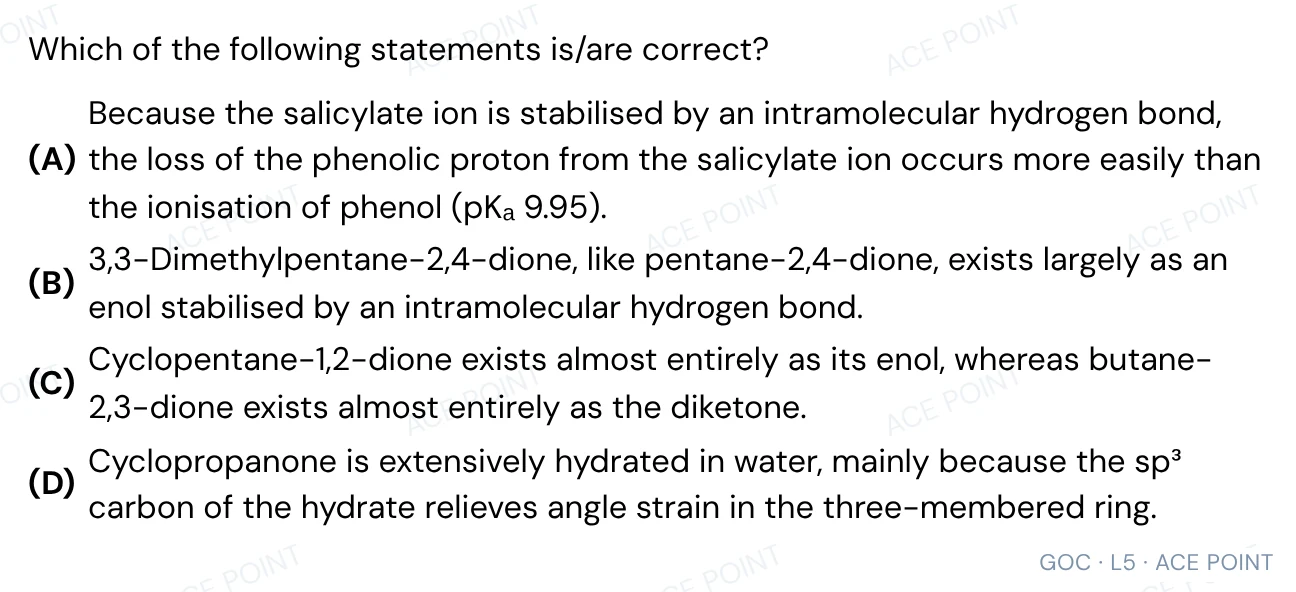 Which of the following statements is/are correct?
Because the salicylate ion is stabilised by an intramolecular hydrogen bond,
(A) the loss of the phenolic proton from the salicylate ion occurs more easily than
the ionisation of phenol (pKₐ 9.95).
3,3-Dimethylpentane-2,4-dione, like pentane-2,4-dione, exists largely as an
(B)
enol stabilised by an intramolecular hydrogen bond.
Cyclopentane-1,2-dione exists almost entirely as its enol, whereas butane-
(C)
2,3-dione exists almost entirely as the diketone.
Cyclopropanone is extensively hydrated in water, mainly because the sp³
(D)
carbon of the hydrate relieves angle strain in the three-membered ring.
GOC · L5 · ACE POINT
ACE POINT